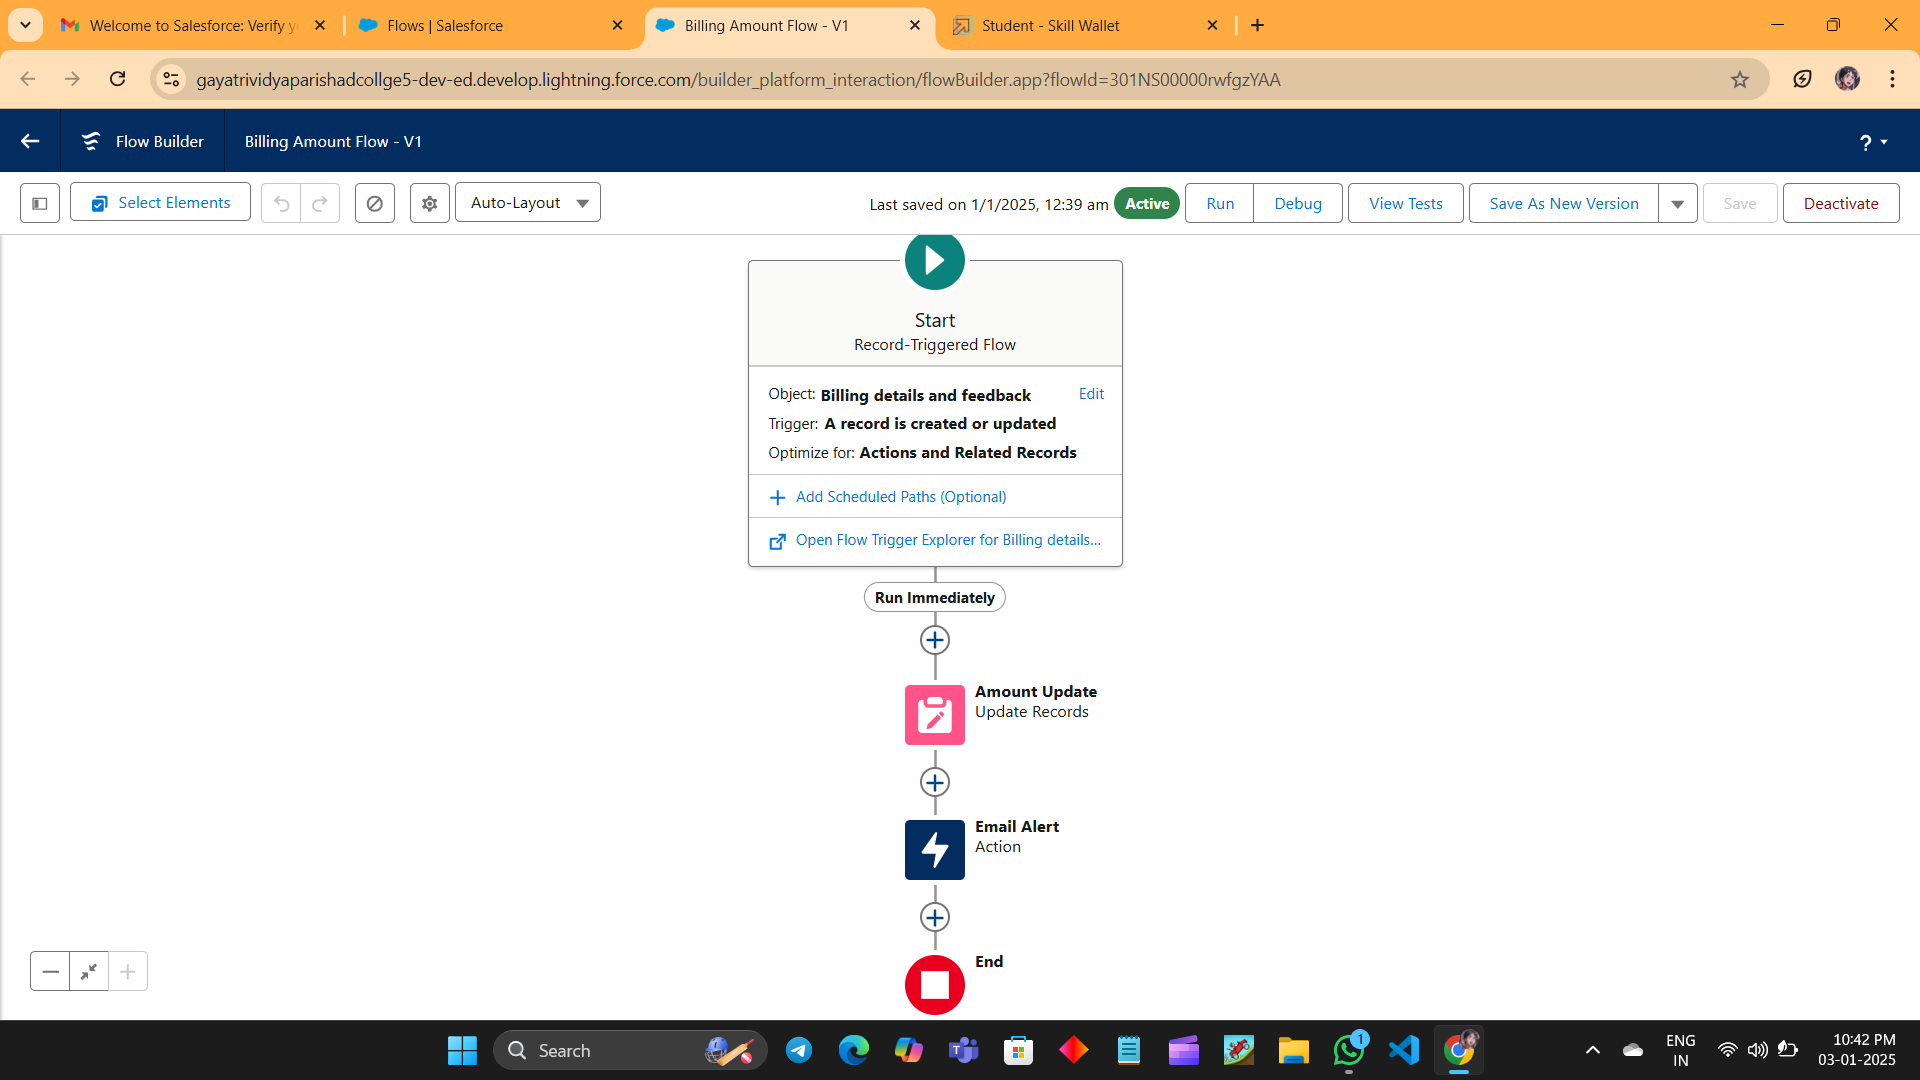 Welcome to Salesforce: Verify y
Flows | Salesforce
Billing Amount Flow - V1
Student - Skill Wallet
gayatrividyaparishadcollge5-dev-ed.develop.lightning.force.com/builder_platform_interaction/flowBuilder.app?flowId=301NS00000rwfgzYAA
Flow Builder
Billing Amount Flow - V1
?
Select Elements
Auto-Layout
Last saved on 1/1/2025, 12:39 am
Active
Run
Debug
View Tests
Save As New Version
Save
Deactivate
Start
Record-Triggered Flow
Object: Billing details and feedback
Edit
Trigger: A record is created or updated
Optimize for: Actions and Related Records
Add Scheduled Paths (Optional)
Open Flow Trigger Explorer for Billing details...
Run Immediately
Amount Update
Update Records
Email Alert
Action
End
Search
1
ENG
IN
10:42 PM
03-01-2025